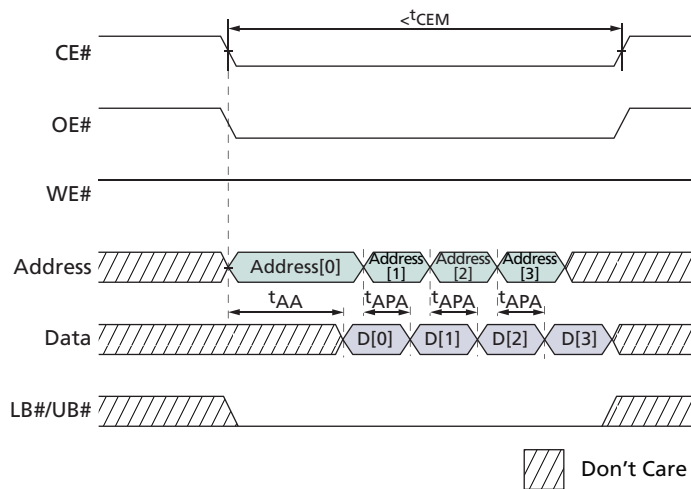 <tCEM
CE#
OE#
WE#
Address Address[0] Address [1] Address [2] Address [3]
tAA tAPA tAPA tAPA
Data D[0] D[1] D[2] D[3]
LB#/UB#
Don't Care